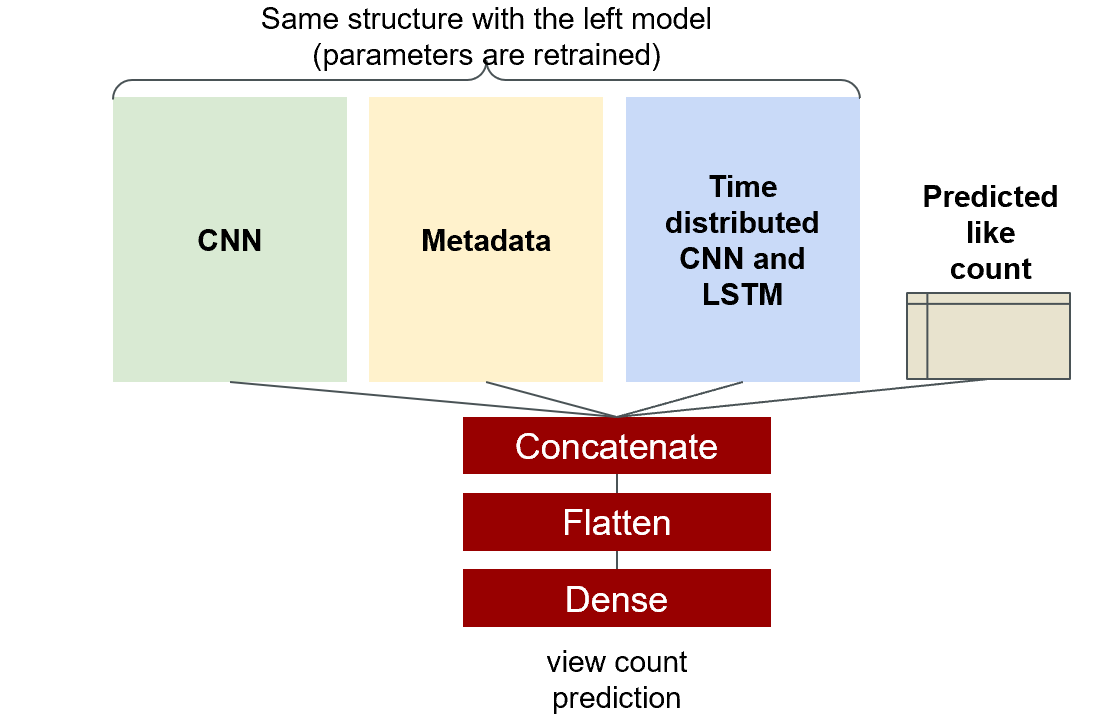 Same structure with the left model
(parameters are retrained)
CNN
Metadata
Time
distributed
CNN and
LSTM
Predicted
like
count
Concatenate
Flatten
Dense
view count
prediction